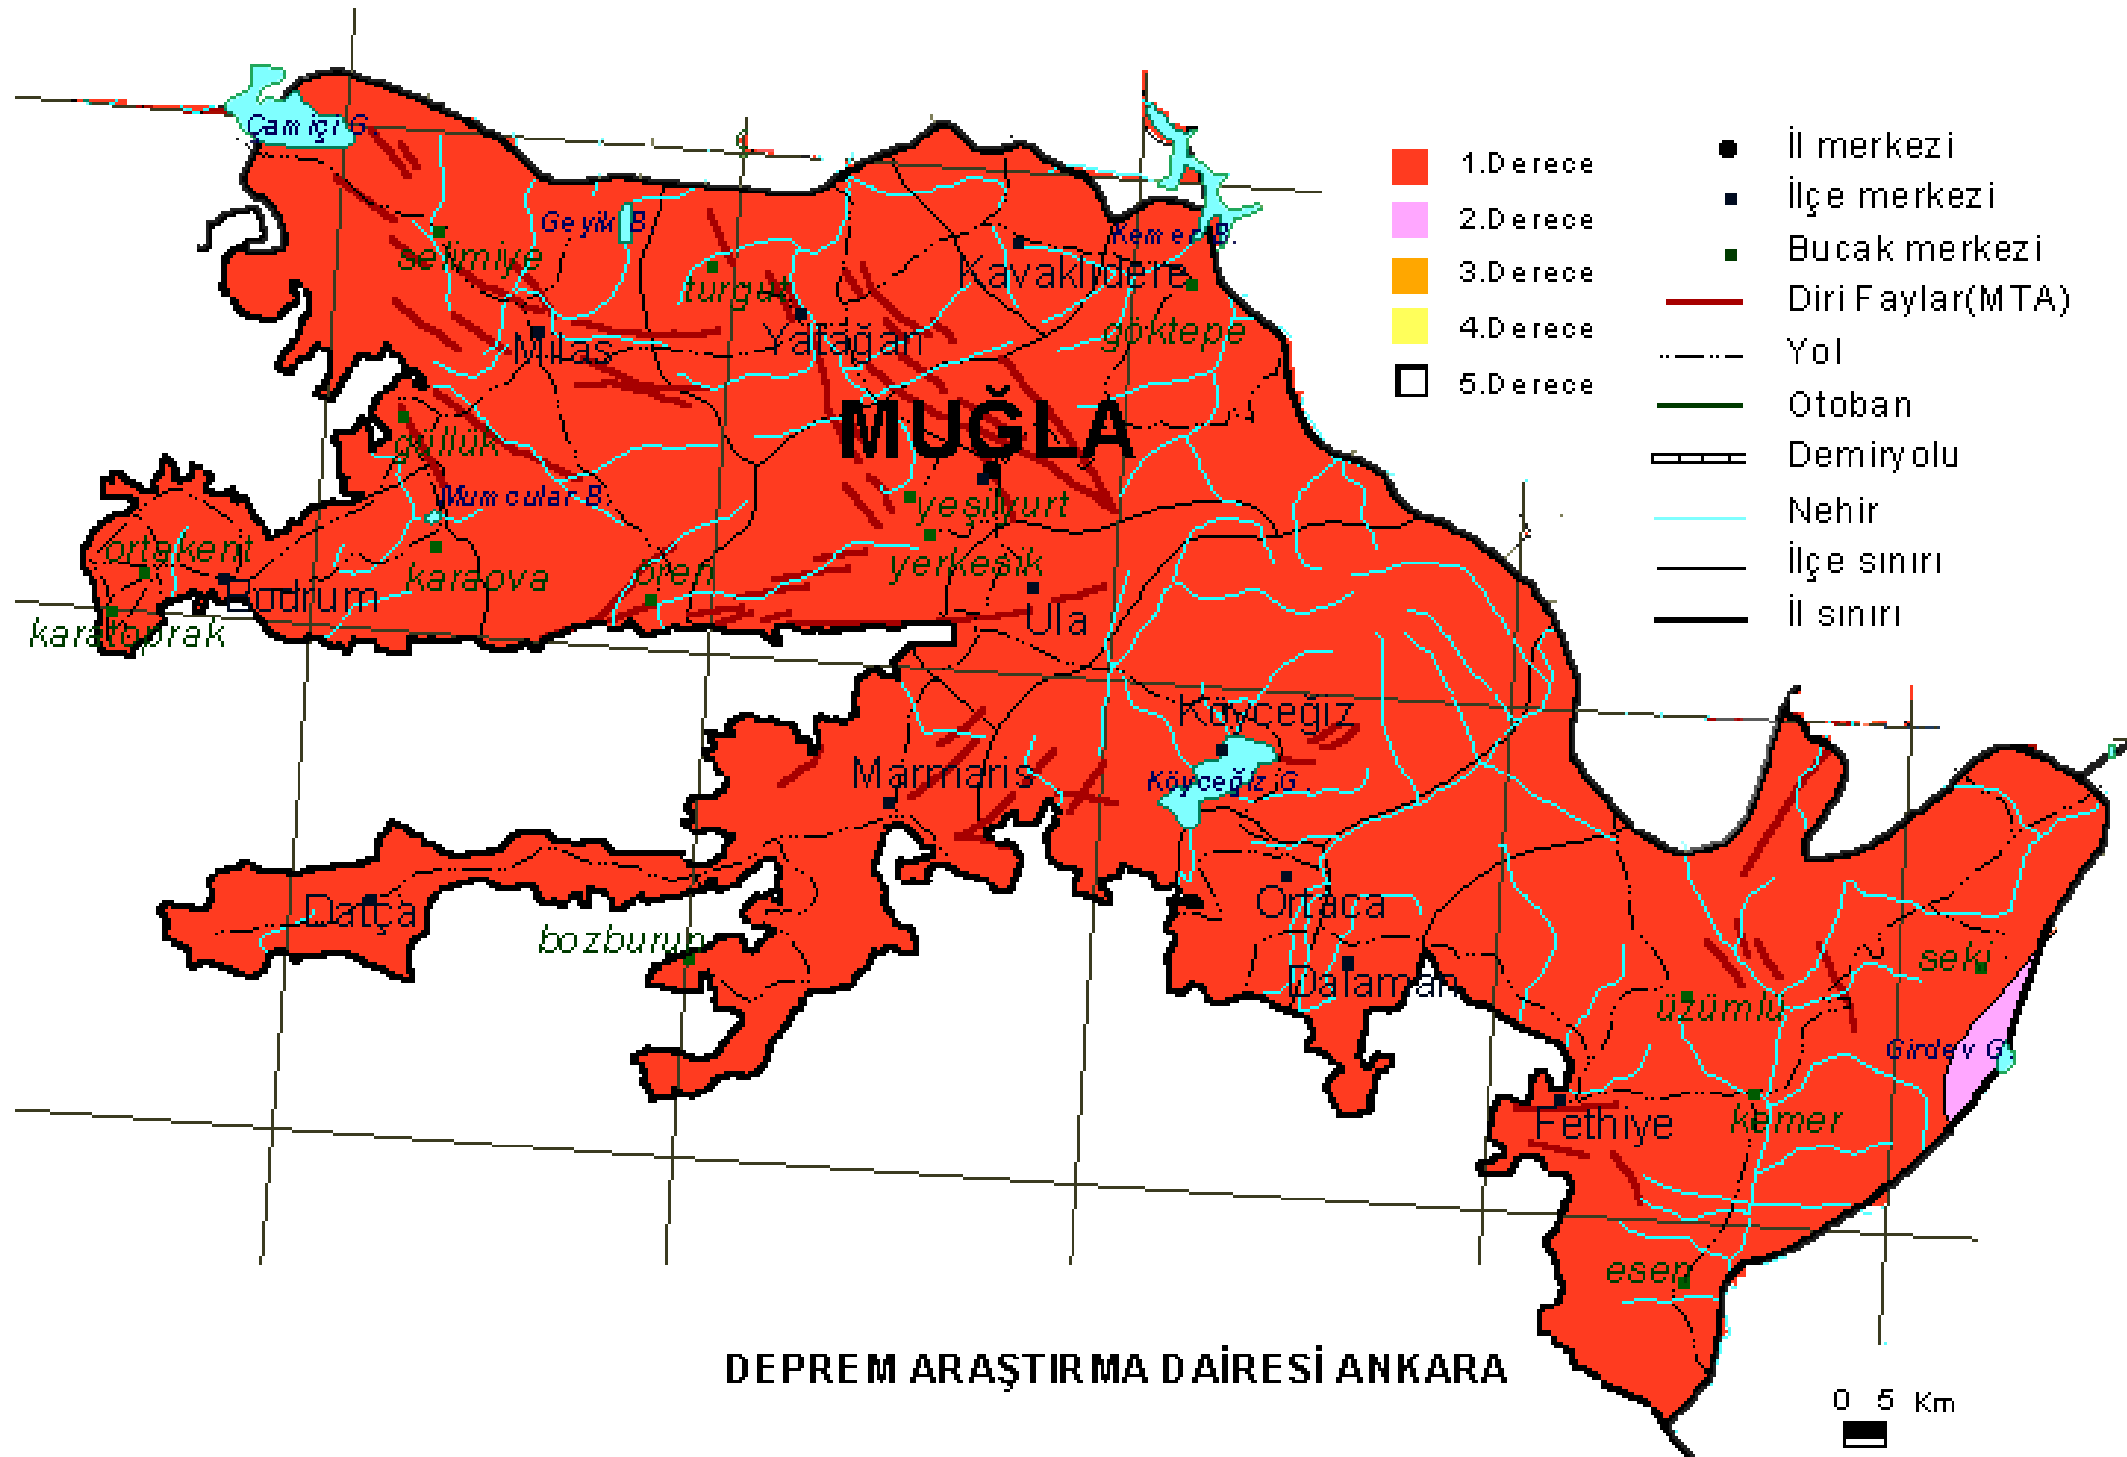 Çamiçi G.
Geyik B.
selimiye
turgut
Kemer B.
Kavaklıdere
göktepe
Milas
Yatağan
MUĞLA
güllük
Mumcular B.
yeşilyurt
yerkesik
ortakent
Bodrum
karaova
ören
karatoprak
Ula
Köyceğiz
Köyceğiz G.
Marmaris
Datça
bozburun
Ortaca
Dalaman
seki
üzümlü
Girdev G.
Fethiye
kemer
esen
1.Derece
2.Derece
3.Derece
4.Derece
5.Derece
İl merkezi
İlçe merkezi
Bucak merkezi
Diri Faylar(MTA)
Yol
Otoban
Demiryolu
Nehir
İlçe sınırı
İl sınırı
DEPREM ARAŞTIRMA DAİRESİ ANKARA
0 5 Km